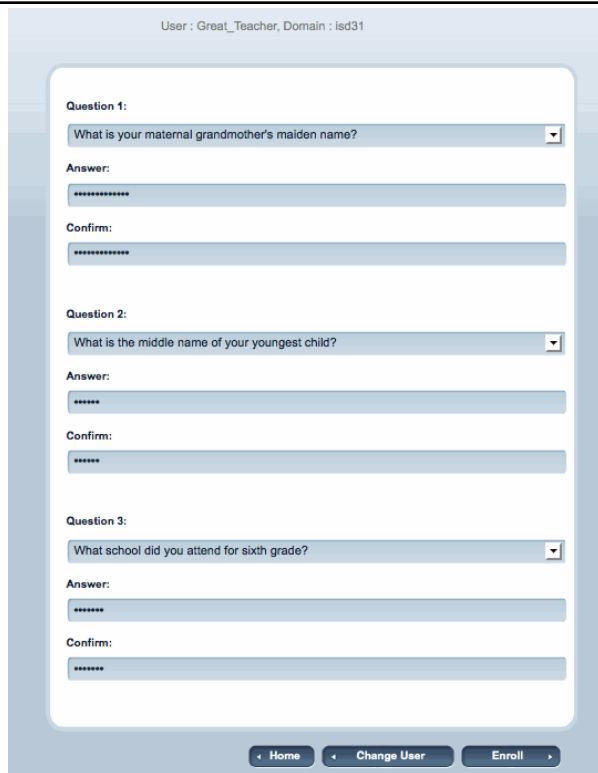 User : Great_Teacher, Domain : isd31
Question 1:
What is your maternal grandmother's maiden name?
Answer:
•••••••••••••
Confirm:
•••••••••••••
Question 2:
What is the middle name of your youngest child?
Answer:
••••••
Confirm:
••••••
Question 3:
What school did you attend for sixth grade?
Answer:
•••••••
Confirm:
•••••••
Home Change User Enroll